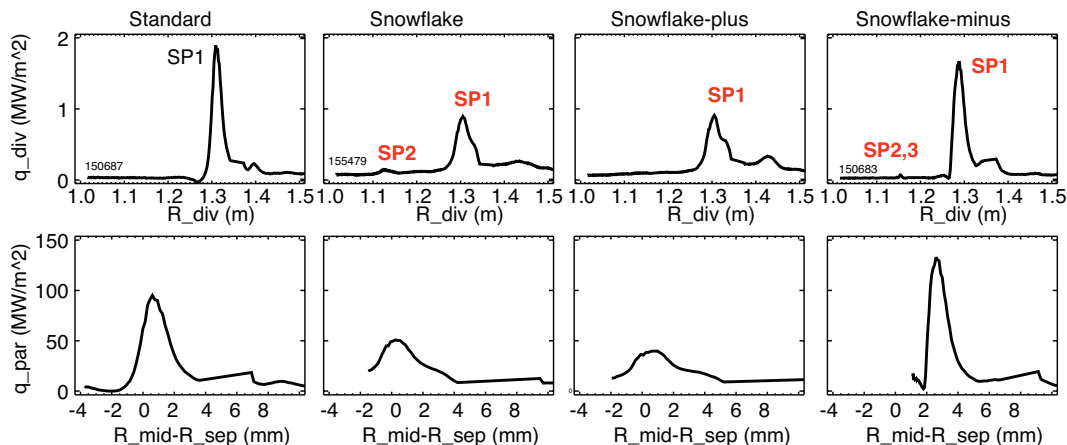 Standard
Snowflake
Snowflake-plus
Snowflake-minus
q_div (MW/m^2)
2
1
0
SP1
150687
SP1
SP2
155479
SP1
SP1
SP2,3
150683
1.0 1.1 1.2 1.3 1.4 1.5
1.0 1.1 1.2 1.3 1.4 1.5
1.0 1.1 1.2 1.3 1.4 1.5
1.0 1.1 1.2 1.3 1.4 1.5
R_div (m)
R_div (m)
R_div (m)
R_div (m)
q_par (MW/m^2)
150
100
50
0
0
-4 -2 0 2 4 6 8
-4 -2 0 2 4 6 8
-4 -2 0 2 4 6 8
-4 -2 0 2 4 6 8
R_mid-R_sep (mm)
R_mid-R_sep (mm)
R_mid-R_sep (mm)
R_mid-R_sep (mm)